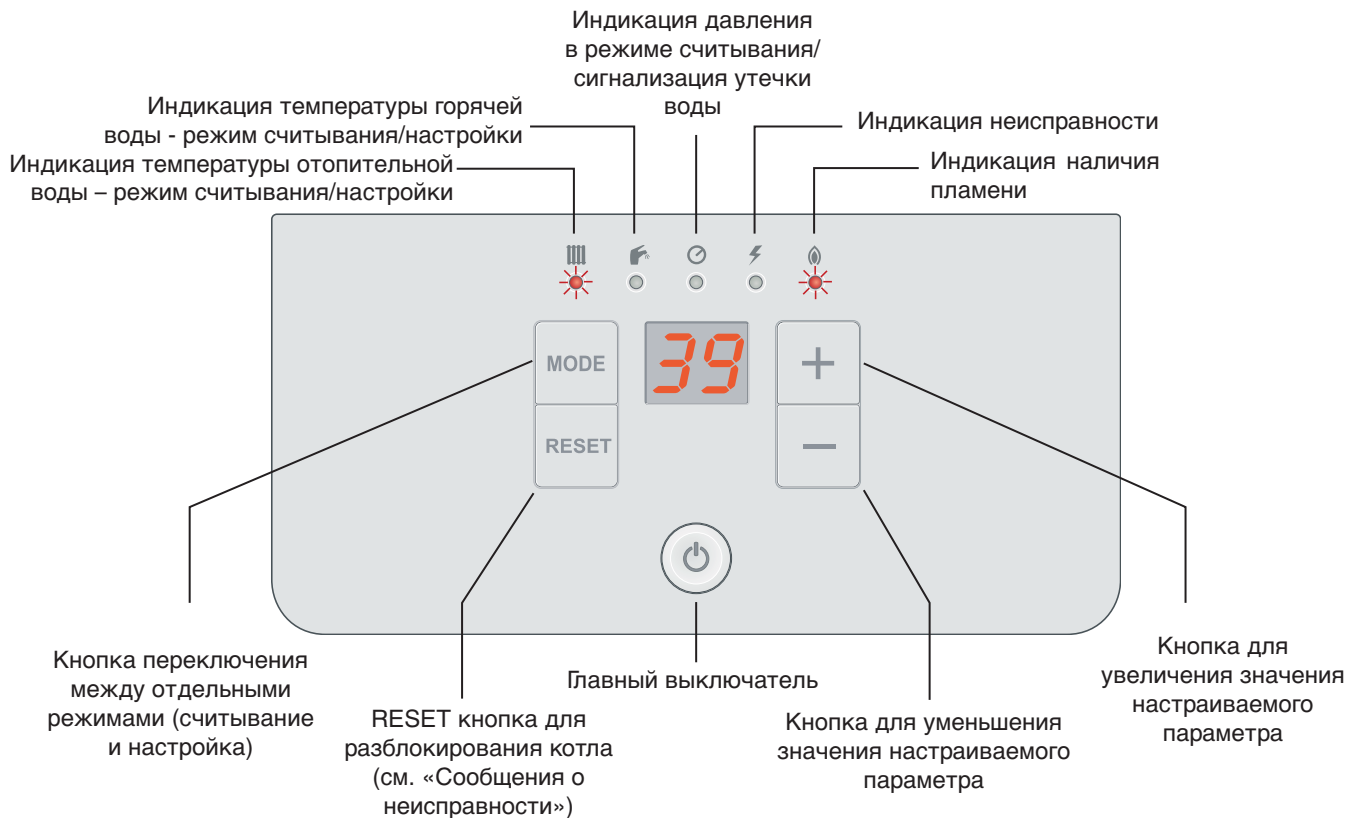 Индикация давления
в режиме считывания/
сигнализация утечки
воды
Индикация температуры горячей
воды - режим считывания/настройки
Индикация неисправности
Индикация температуры отопительной
воды – режим считывания/настройки
Индикация наличия
пламени
MODE
39
+
RESET
−
Кнопка переключения
между отдельными
режимами (считывание
и настройка)
RESET кнопка для
разблокирования котла
(см. «Сообщения о
неисправности»)
Главный выключатель
Кнопка для уменьшения
значения настраиваемого
параметра
Кнопка для
увеличения значения
настраиваемого
параметра